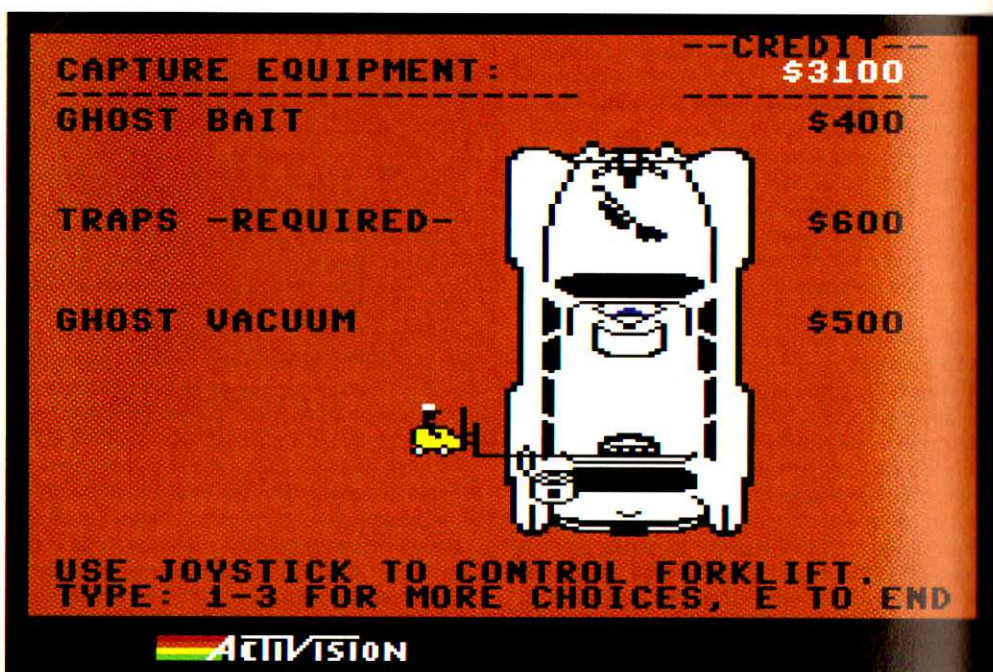 --CREDIT--
CAPTURE EQUIPMENT: $3100
GHOST BAIT $400
TRAPS -REQUIRED- $600
GHOST VACUUM $500
USE JOYSTICK TO CONTROL FORKLIFT.
TYPE: 1-3 FOR MORE CHOICES, E TO END
ACTIVISION